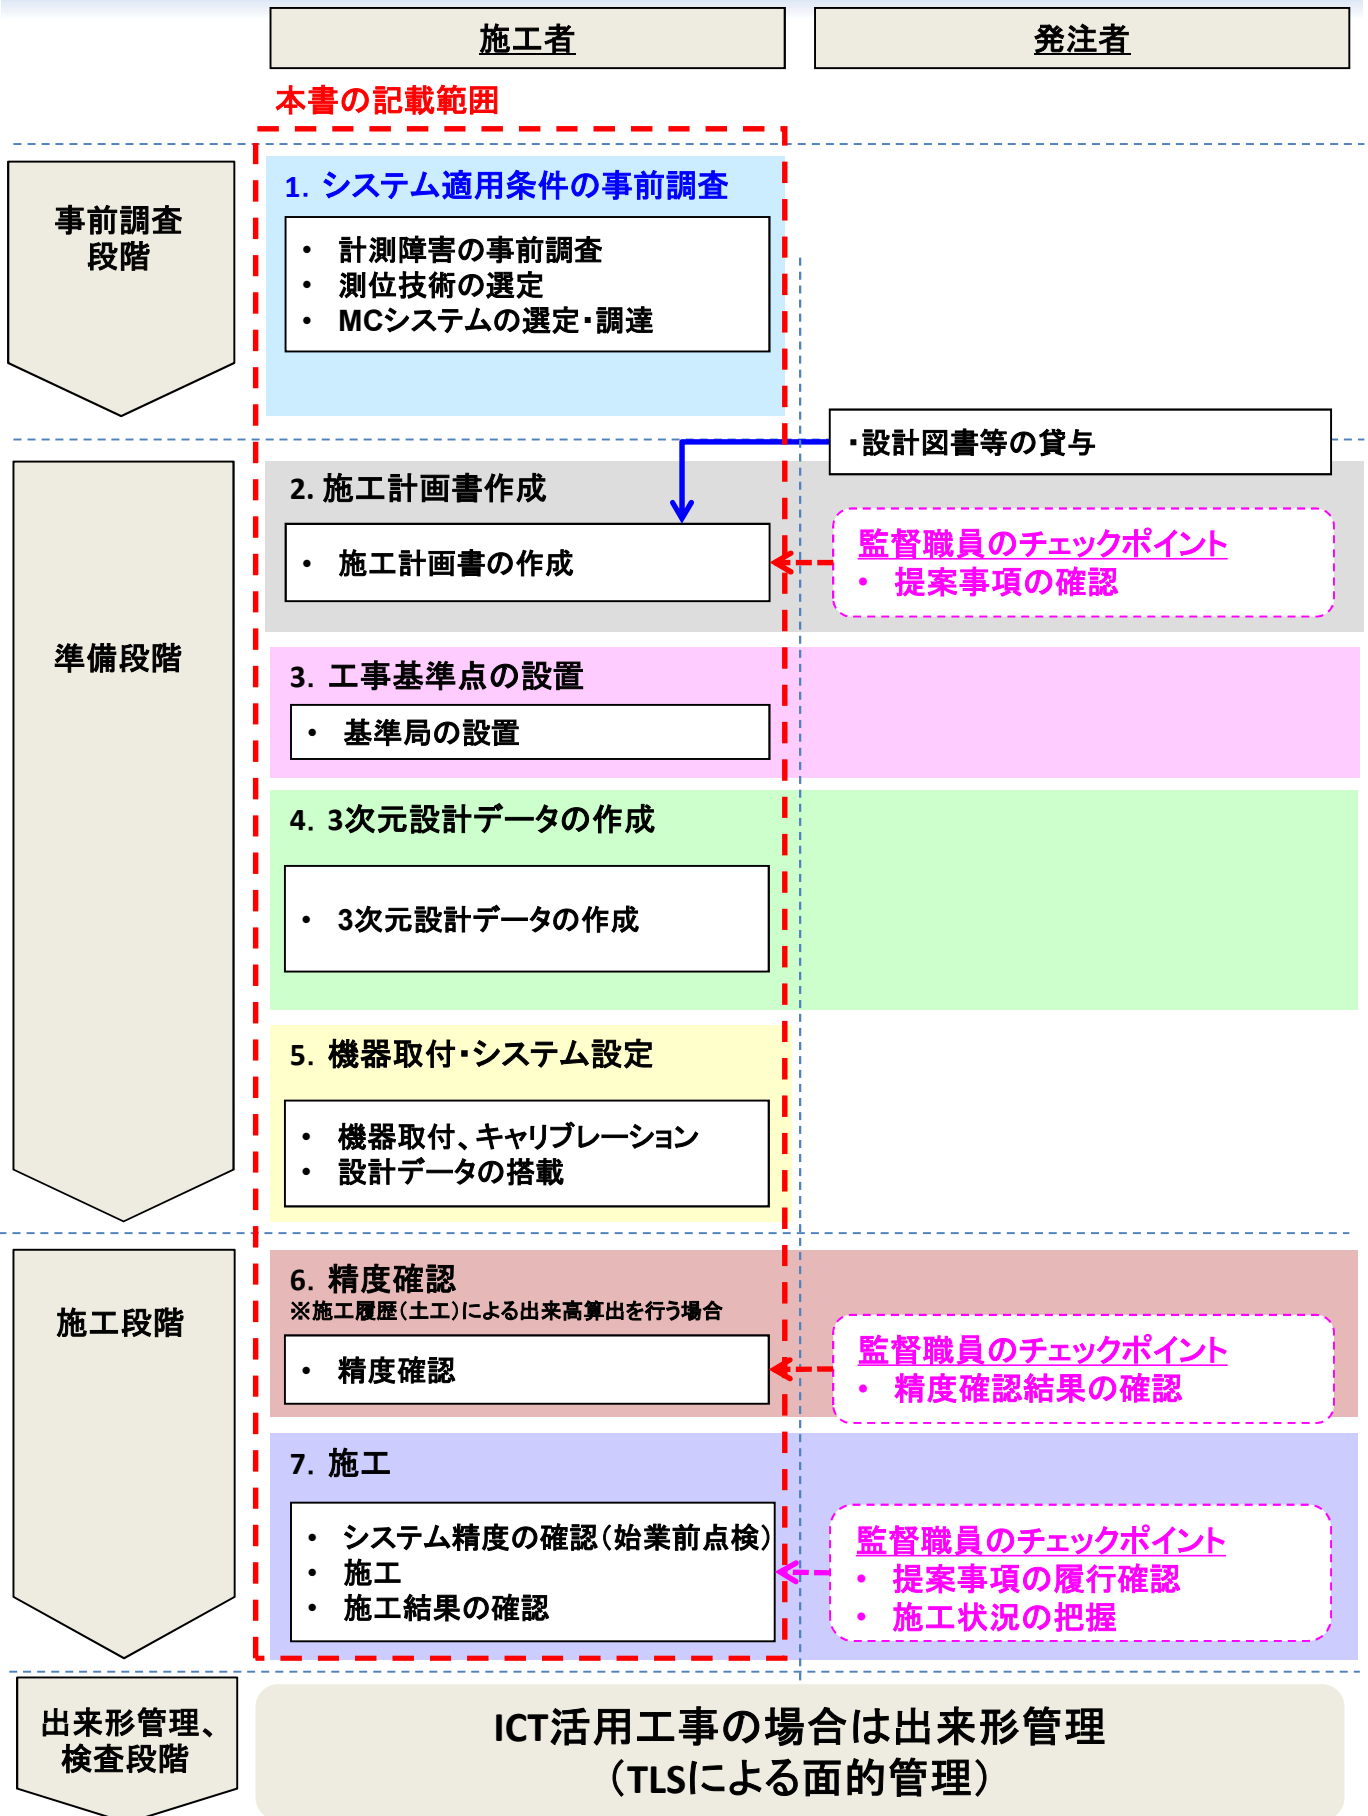 施工者
発注者
本書の記載範囲
事前調査
段階
1. システム適用条件の事前調査
• 計測障害の事前調査
• 測位技術の選定
• MCシステムの選定・調達
・設計図書等の貸与
準備段階
2. 施工計画書作成
• 施工計画書の作成
監督職員のチェックポイント
• 提案事項の確認
3. 工事基準点の設置
• 基準局の設置
4. 3次元設計データの作成
• 3次元設計データの作成
5. 機器取付・システム設定
• 機器取付、キャリブレーション
• 設計データの搭載
施工段階
6. 精度確認
※施工履歴(土工)による出来高算出を行う場合
• 精度確認
監督職員のチェックポイント
• 精度確認結果の確認
7. 施工
• システム精度の確認(始業前点検)
• 施工
• 施工結果の確認
監督職員のチェックポイント
• 提案事項の履行確認
• 施工状況の把握
出来形管理、
検査段階
ICT活用工事の場合は出来形管理
(TLSによる面的管理)